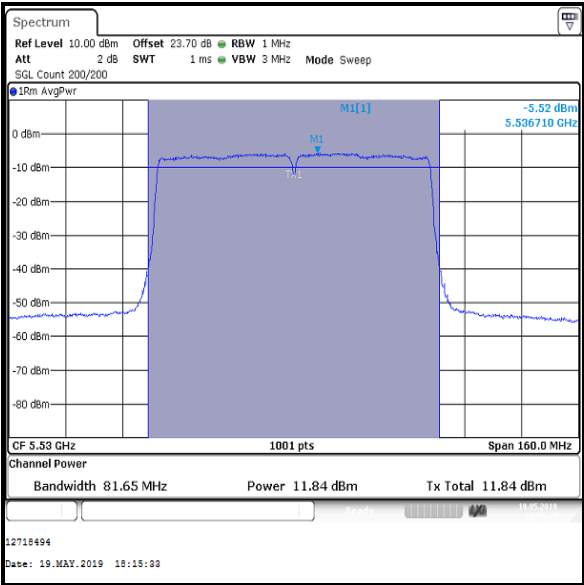 Spectrum
Ref Level 10.00 dBm Offset 23.70 dB RBW 1 MHz
Att 2 dB SWT 1 ms VBW 3 MHz Mode Sweep
SGL Count 200/200
1Rm AvgPwr
M1[1] -5.52 dBm
5.536710 GHz
0 dBm
M1
-10 dBm
TX1
-20 dBm
-30 dBm
-40 dBm
-50 dBm
-60 dBm
-70 dBm
-80 dBm
CF 5.53 GHz 1001 pts Span 160.0 MHz
Channel Power
Bandwidth 81.65 MHz Power 11.84 dBm Tx Total 11.84 dBm
Ready 19.05.2019
12718494
Date: 19.MAY.2019 18:15:33